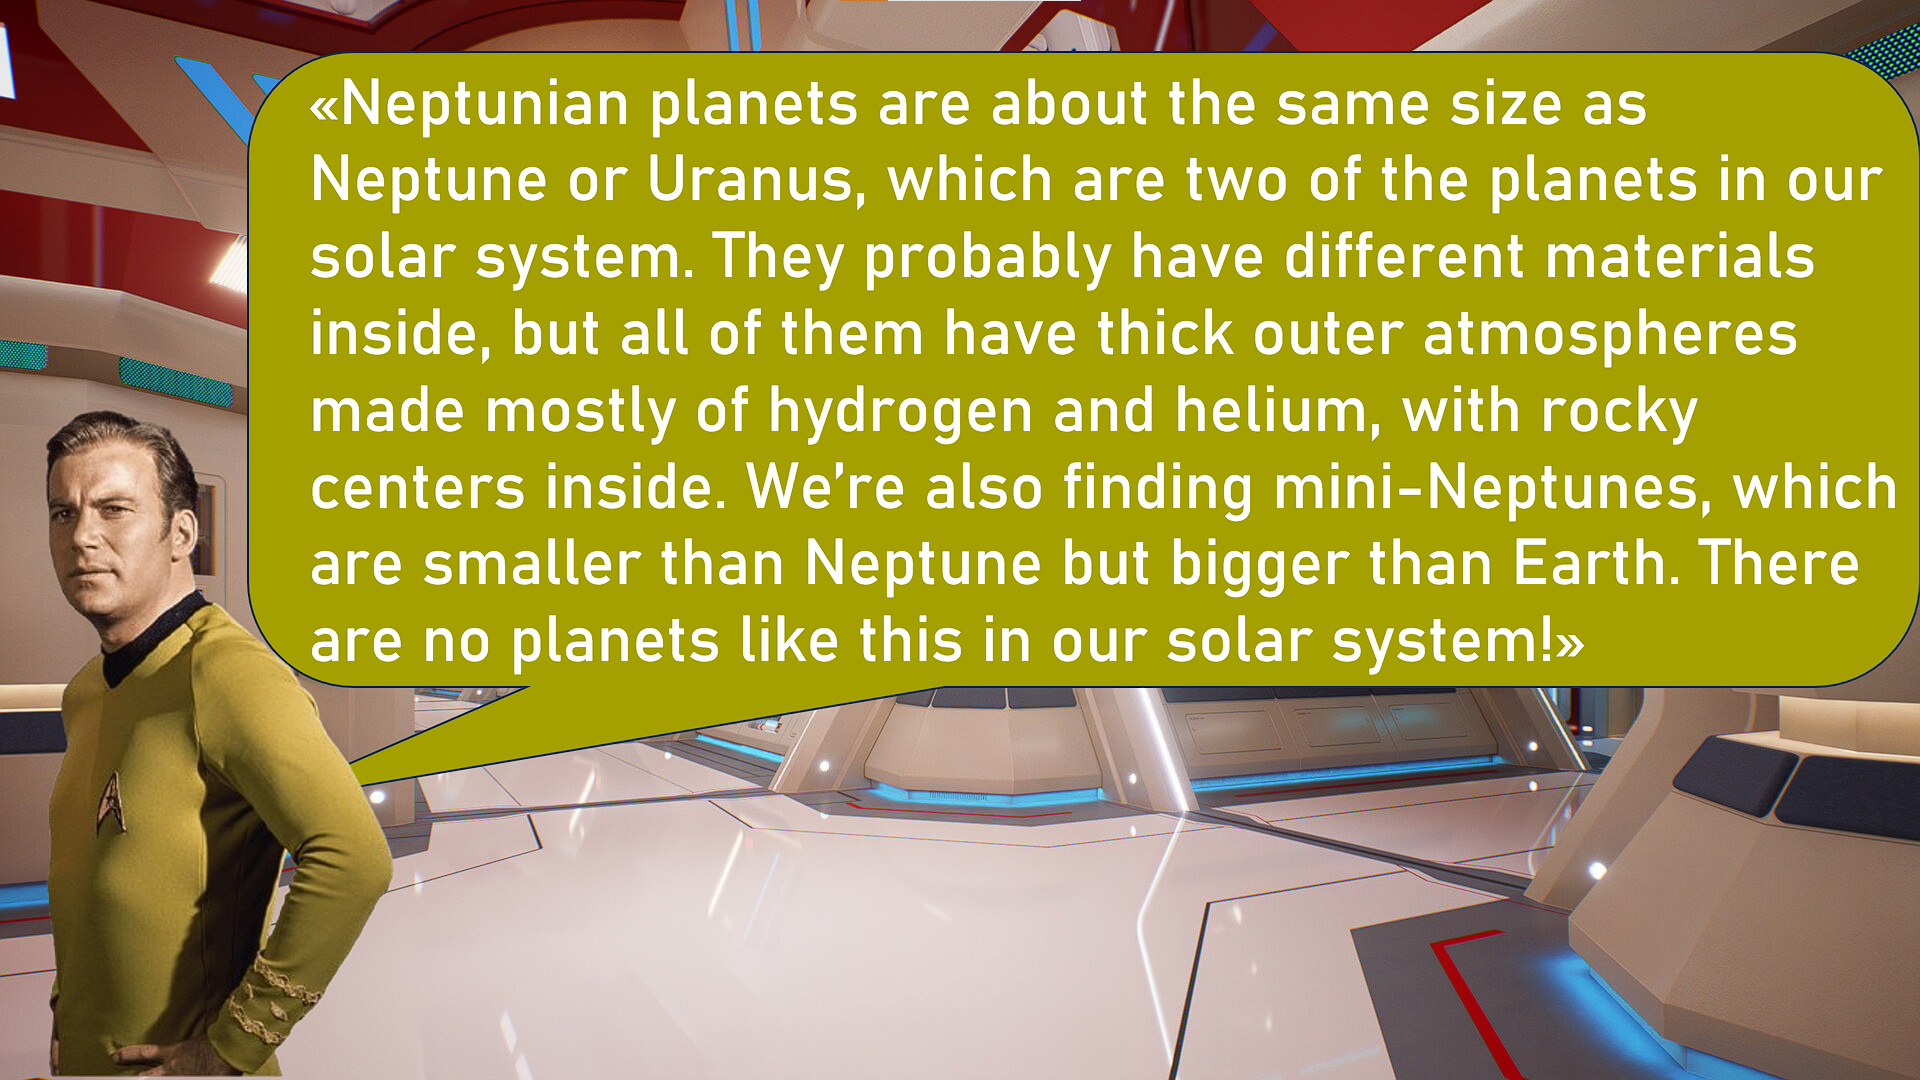 «Neptunian planets are about the same size as
Neptune or Uranus, which are two of the planets in our
solar system. They probably have different materials
inside, but all of them have thick outer atmospheres
made mostly of hydrogen and helium, with rocky
centers inside. We're also finding mini-Neptunes, which
are smaller than Neptune but bigger than Earth. There
are no planets like this in our solar system!»